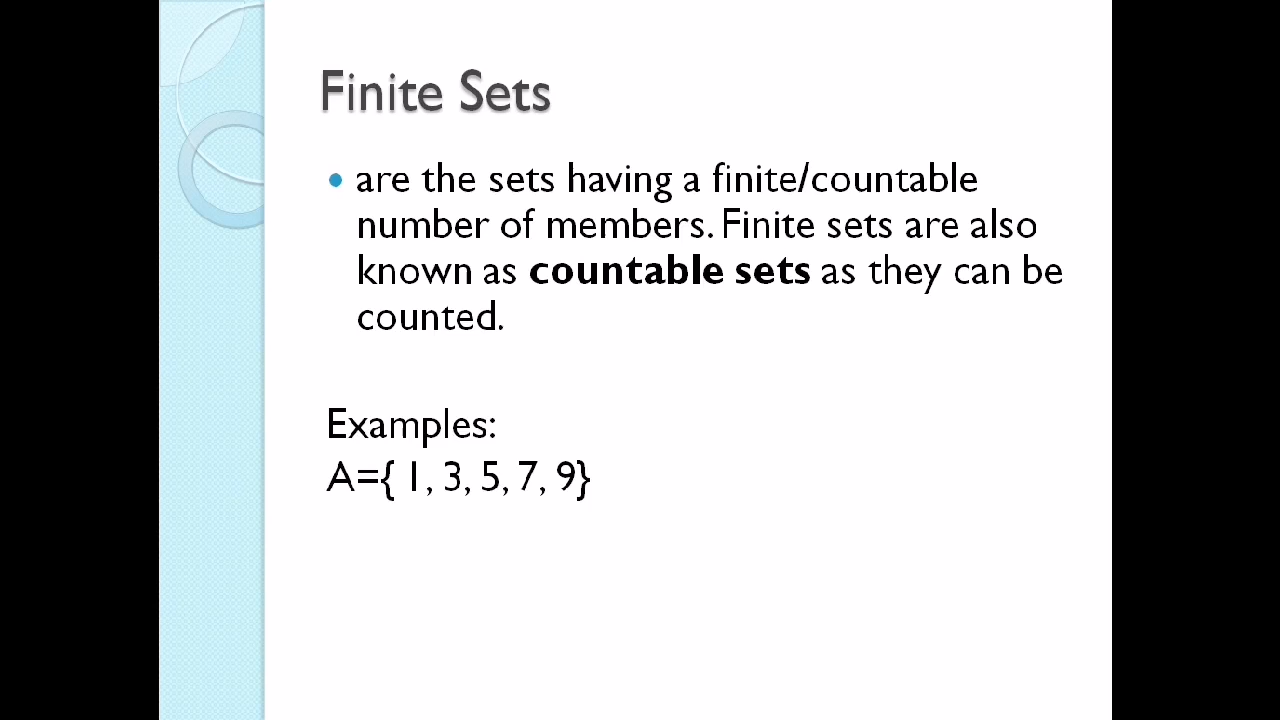 Finite Sets
• are the sets having a finite/countable
number of members. Finite sets are also
known as countable sets as they can be
counted.
Examples:
A={ 1, 3, 5, 7, 9}